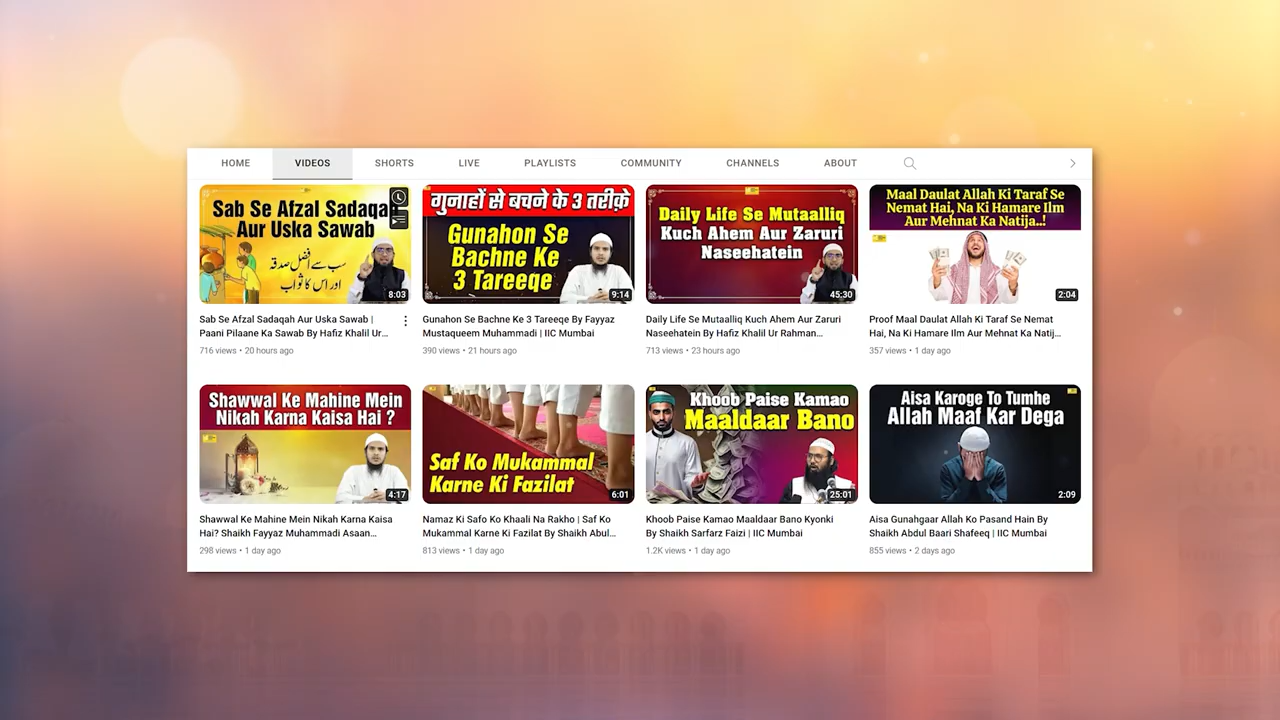 HOME VIDEOS SHORTS LIVE PLAYLISTS COMMUNITY CHANNELS ABOUT
Sab Se Afzal Sadaqah
Aur Uska Sawab
سب سے افضل صدقہ
اور اس کا ثواب
8:03
गुनाहों से बचने के 3 तरीक़े
Gunahon Se
Bachne Ke
3 Tareeqe
9:14
Daily Life Se Mutaalliq
Kuch Ahem Aur Zaruri
Naseehatein
45:30
Maal Daulat Allah Ki Taraf Se
Nemat Hai, Na Ki Hamare Ilm
Aur Mehnat Ka Natija..!
2:04
Sab Se Afzal Sadaqah Aur Uska Sawab |
Paani Pilaane Ka Sawab By Hafiz Khalil Ur...
716 views • 20 hours ago
Gunahon Se Bachne Ke 3 Tareeqe By Fayyaz
Mustaqueem Muhammadi | IIC Mumbai
390 views • 21 hours ago
Daily Life Se Mutaalliq Kuch Ahem Aur Zaruri
Naseehatein By Hafiz Khalil Ur Rahman...
713 views • 23 hours ago
Proof Maal Daulat Allah Ki Taraf Se Nemat
Hai, Na Ki Hamare Ilm Aur Mehnat Ka Natij...
357 views • 1 day ago
Shawwal Ke Mahine Mein
Nikah Karna Kaisa Hai ?
4:17
Saf Ko Mukammal
Karne Ki Fazilat
6:01
Khoob Paise Kamao
Maaldaar Bano
25:01
Aisa Karoge To Tumhe
Allah Maaf Kar Dega
2:09
Shawwal Ke Mahine Mein Nikah Karna Kaisa
Hai? Shaikh Fayyaz Muhammadi Asaan...
298 views • 1 day ago
Namaz Ki Safo Ko Khaali Na Rakho | Saf Ko
Mukammal Karne Ki Fazilat By Shaikh Abul...
813 views • 1 day ago
Khoob Paise Kamao Maaldaar Bano Kyonki
By Shaikh Sarfarz Faizi | IIC Mumbai
1.2K views • 1 day ago
Aisa Gunahgaar Allah Ko Pasand Hain By
Shaikh Abdul Baari Shafeeq | IIC Mumbai
855 views • 2 days ago